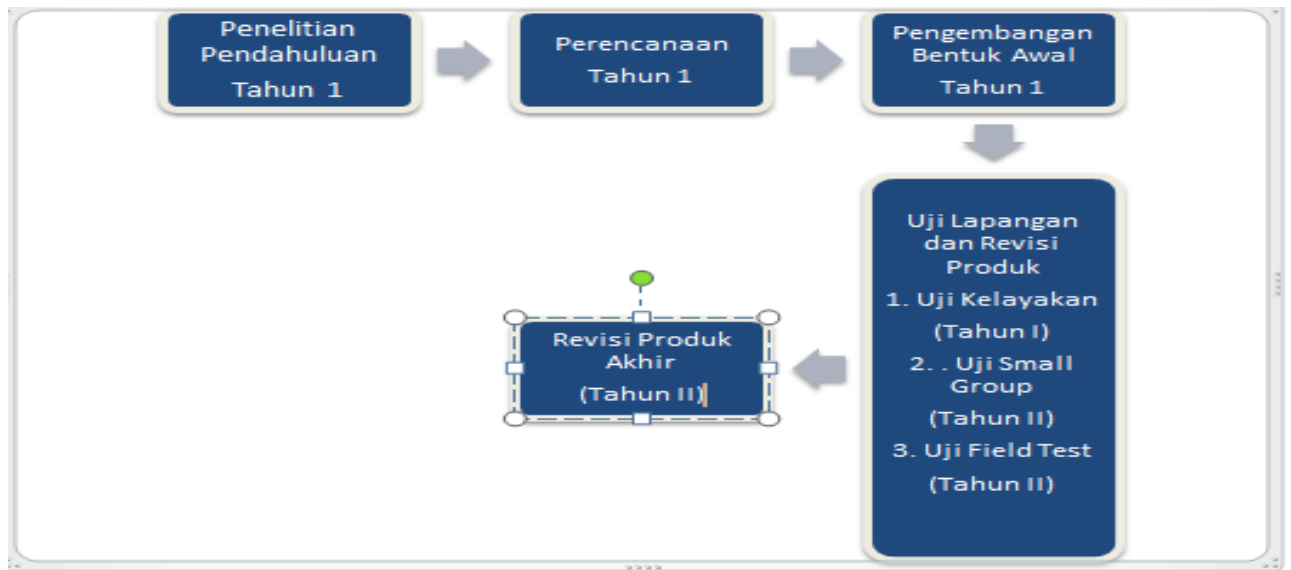 Penelitian
Pendahuluan
Tahun 1
Perencanaan
Tahun 1
Pengembangan
Bentuk Awal
Tahun 1
Uji Lapangan
dan Revisi
Produk
1. Uji Kelayakan
(Tahun I)
2. . Uji Small
Group
(Tahun II)
3. Uji Field Test
(Tahun II)
Revisi Produk
Akhir
(Tahun II)